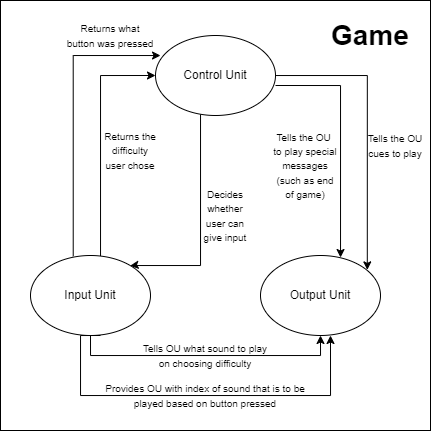 Game
Returns what
button was pressed
Control Unit
Returns the
difficulty
user chose
Tells the OU
to play special
messages
(such as end
of game)
Tells the OU
cues to play
Decides
whether
user can
give input
Input Unit
Output Unit
Tells OU what sound to play
on choosing difficulty
Provides OU with index of sound that is to be
played based on button pressed